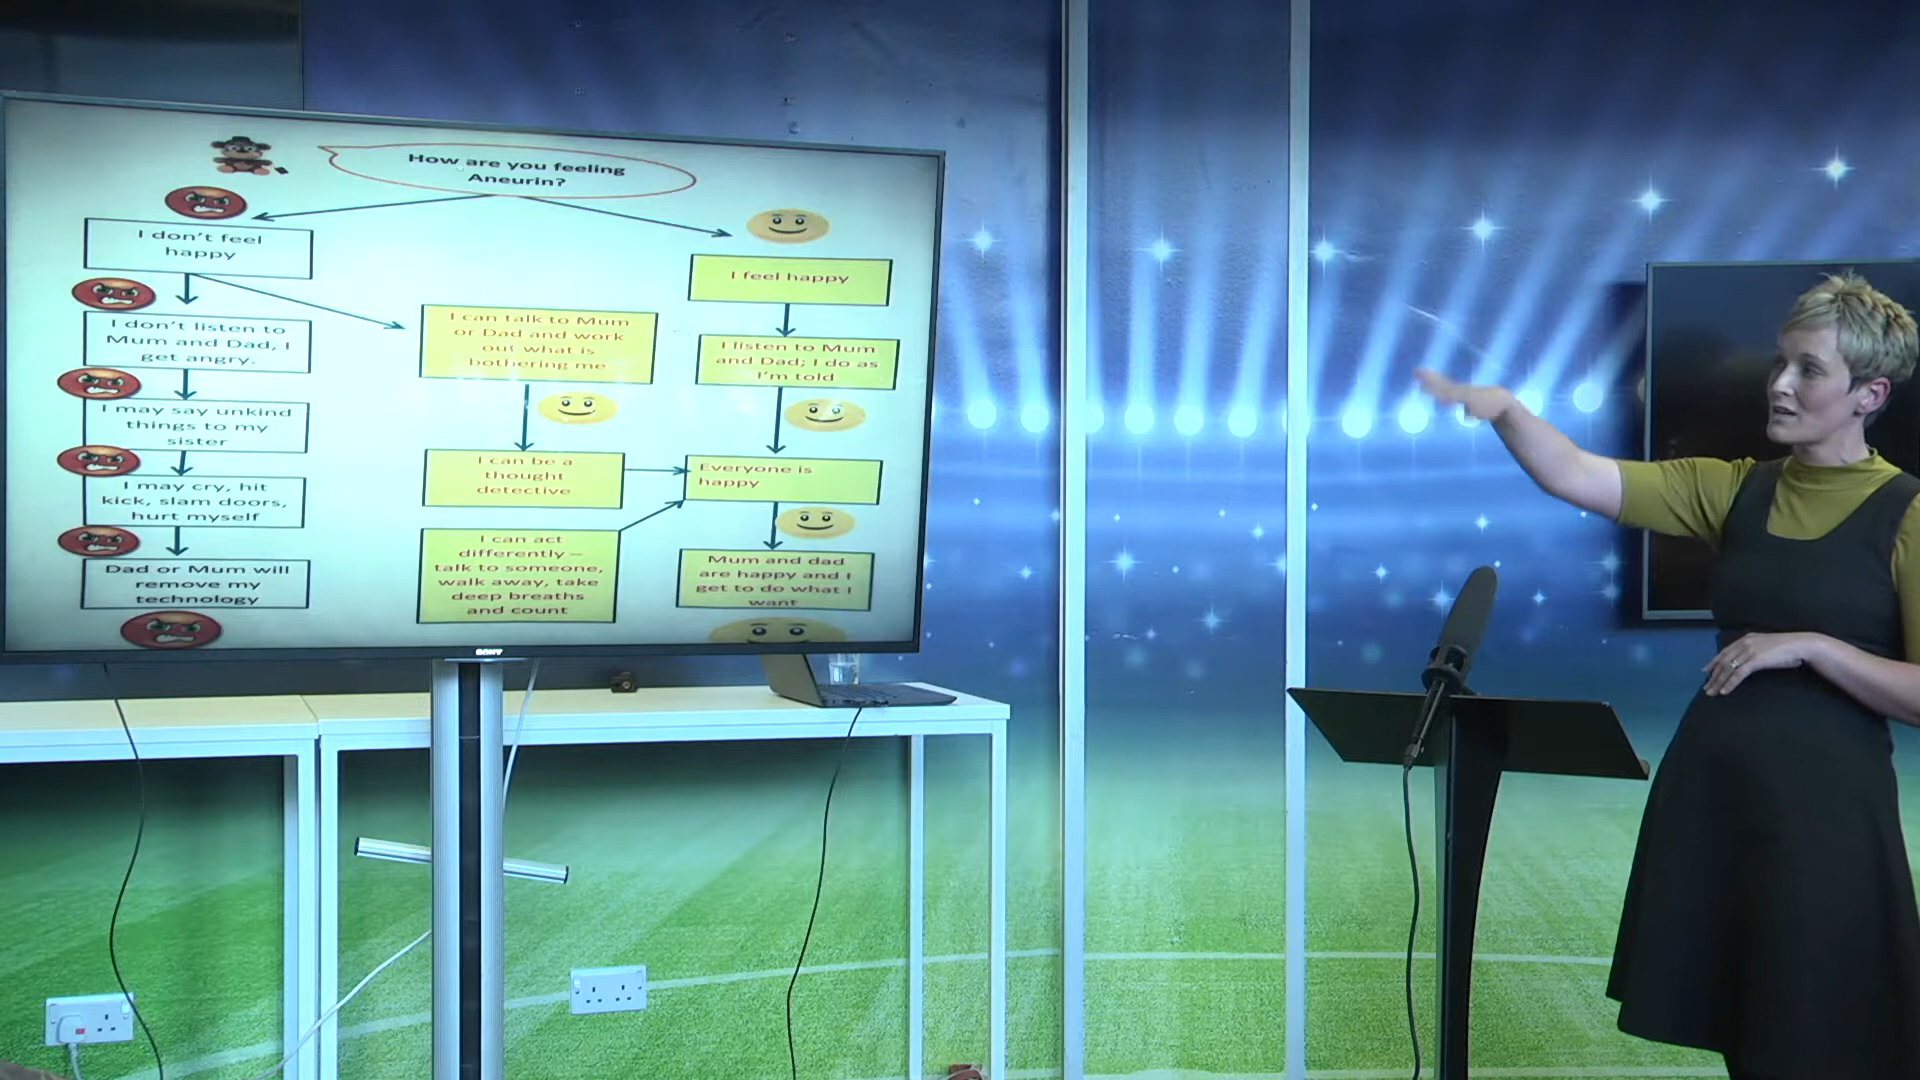 How are you feeling
Aneurin?
I don't feel
happy
I don't listen to
Mum and Dad, I
get angry.
I may say unkind
things to my
sister
I may cry, hit
kick, slam doors,
hurt myself
Dad or Mum will
remove my
technology
I can talk to Mum
or Dad and work
out what is
bothering me
I can be a
thought
detective
I can act
differently –
talk to someone,
walk away, take
deep breaths
and count
I feel happy
I listen to Mum
and Dad; I do as
I'm told
Everyone is
happy
Mum and dad
are happy and I
get to do what I
want
SONY